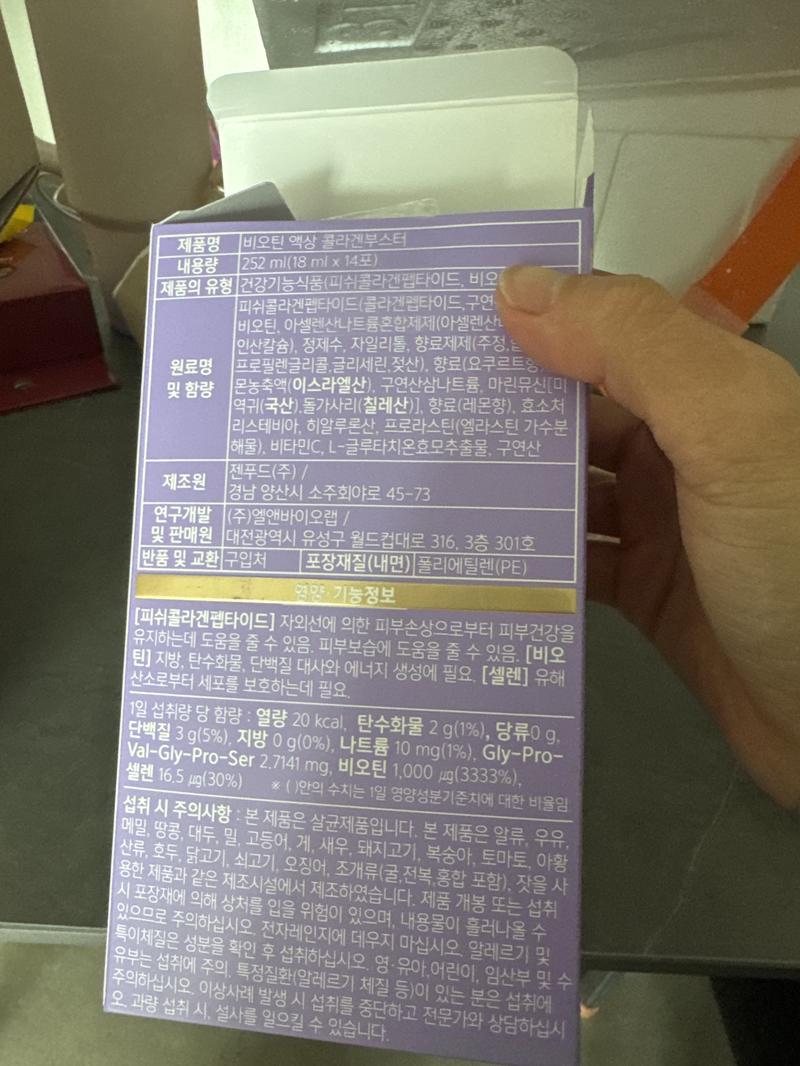 제품명 비오틴 액상 콜라겐부스터
내용량 252 ml(18 ml x 14포)
제품의 유형 건강기능식품(피쉬콜라겐펩타이드, 비오
원료명 및 함량
피쉬콜라겐펩타이드(콜라겐펩타이드,구연
비오틴, 아셀렌산나트륨혼합제제(아셀렌산
인산칼슘), 정제수, 자일리톨, 향료제제(주정,
프로필렌글리콜,글리세린,젖산), 향료(요구르트향),
몬농축액(이스라엘산), 구연산삼나트륨, 마린뮤신[미
역귀(국산).돌가사리(칠레산)], 향료(레몬향), 효소처
리스테비아, 히알루론산, 프로라스틴(엘라스틴 가수분
해물), 비타민C, L-글루타치온효모추출물, 구연산
제조원 젠푸드(주) /
경남 양산시 소주회야로 45-73
연구개발 및 판매원
(주)엘앤바이오랩 /
대전광역시 유성구 월드컵대로 316, 3층 301호
반품 및 교환 구입처 포장재질(내면) 폴리에틸렌(PE)
영양·기능정보
[피쉬콜라겐펩타이드] 자외선에 의한 피부손상으로부터 피부건강을
유지하는데 도움을 줄 수 있음. 피부보습에 도움을 줄 수 있음. [비오
틴] 지방, 탄수화물, 단백질 대사와 에너지 생성에 필요. [셀렌] 유해
산소로부터 세포를 보호하는데 필요.
1일 섭취량 당 함량 : 열량 20 kcal, 탄수화물 2 g(1%), 당류0 g,
단백질 3 g(5%), 지방 0 g(0%), 나트륨 10 mg(1%), Gly-Pro-
Val-Gly-Pro-Ser 2.7141 mg, 비오틴 1,000 ㎍(3333%),
셀렌 16.5 ㎍(30%) ※ ( )안의 수치는 1일 영양성분기준치에 대한 비율임
섭취 시 주의사항 : 본 제품은 살균제품입니다. 본 제품은 알류, 우유,
메밀, 땅콩, 대두, 밀, 고등어, 게, 새우, 돼지고기, 복숭아, 토마토, 아황
산류, 호두, 닭고기, 쇠고기, 오징어, 조개류(굴,전복,홍합 포함), 잣을 사
용한 제품과 같은 제조시설에서 제조하였습니다. 제품 개봉 또는 섭취
시 포장재에 의해 상처를 입을 위험이 있으며, 내용물이 흘러나올 수
있으므로 주의하십시오. 전자레인지에 데우지 마십시오. 알레르기 및
특이체질은 성분을 확인 후 섭취하십시오. 영·유아,어린이, 임산부 및 수
유부는 섭취에 주의. 특정질환(알레르기 체질 등)이 있는 분은 섭취에
주의하십시오. 이상사례 발생 시 섭취를 중단하고 전문가와 상담하십시
오. 과량 섭취 시, 설사를 일으킬 수 있습니다.